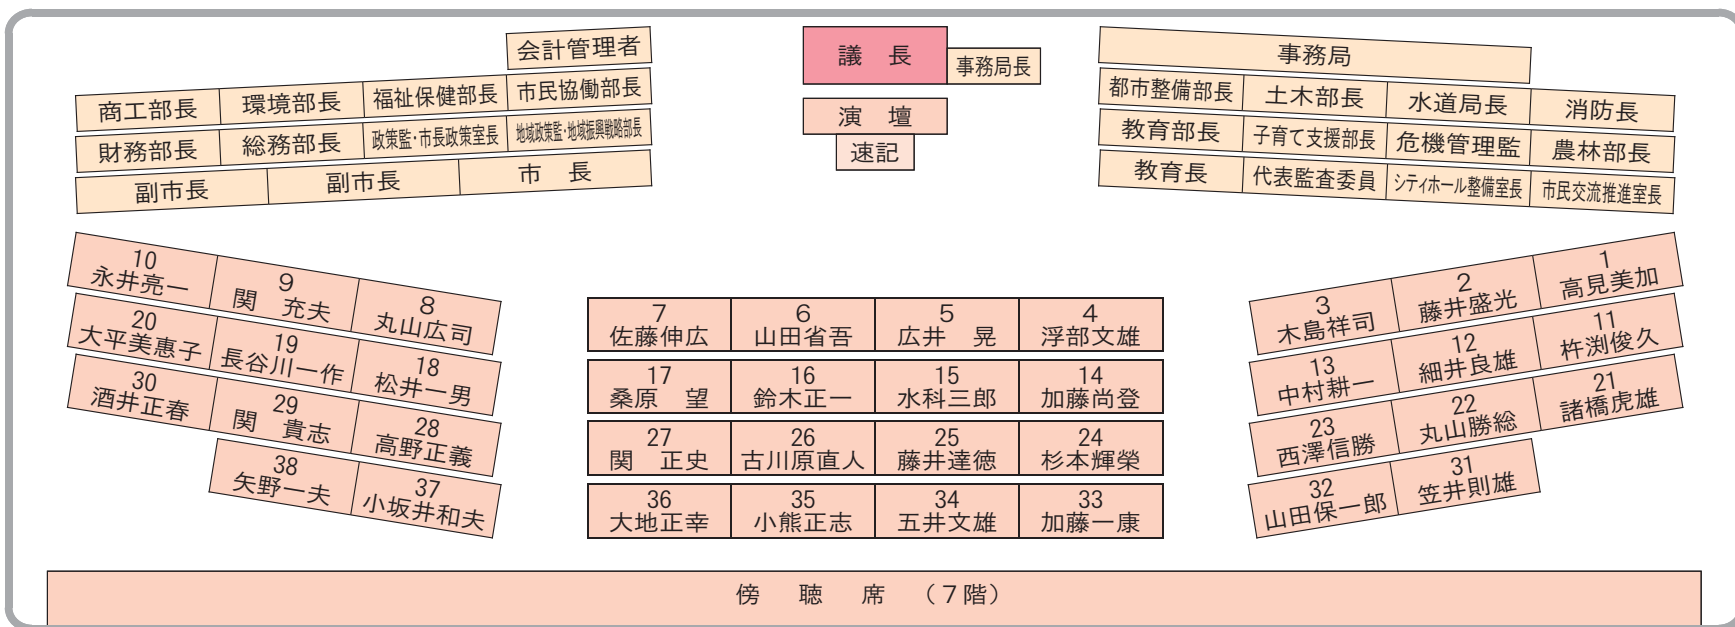 会計管理者
商工部長 環境部長 福祉保健部長 市民協働部長
財務部長 総務部長 政策監・市長政策室長 地域政策監・地域振興戦略部長
副市長 副市長 市 長
議 長
事務局長
演 壇
速記
事務局
都市整備部長 土木部長 水道局長 消防長
教育部長 子育て支援部長 危機管理監 農林部長
教育長 代表監査委員 シティホール整備室長 市民交流推進室長
10 9 8
永井亮一 関 充夫 丸山広司
20 19 18
大平美恵子 長谷川一作 松井一男
30 29 28
酒井正春 関 貴志 高野正義
38 37
矢野一夫 小坂井和夫
7 6 5 4
佐藤伸広 山田省吾 広井 晃 浮部文雄
17 16 15 14
桑原 望 鈴木正一 水科三郎 加藤尚登
27 26 25 24
関 正史 古川原直人 藤井達徳 杉本輝榮
36 35 34 33
大地正幸 小熊正志 五井文雄 加藤一康
3 2 1
木島祥司 藤井盛光 高見美加
13 12 11
中村耕一 細井良雄 杵渕俊久
23 22 21
西澤信勝 丸山勝総 諸橋虎雄
32 31
山田保一郎 笠井則雄
傍 聴 席 （7階）